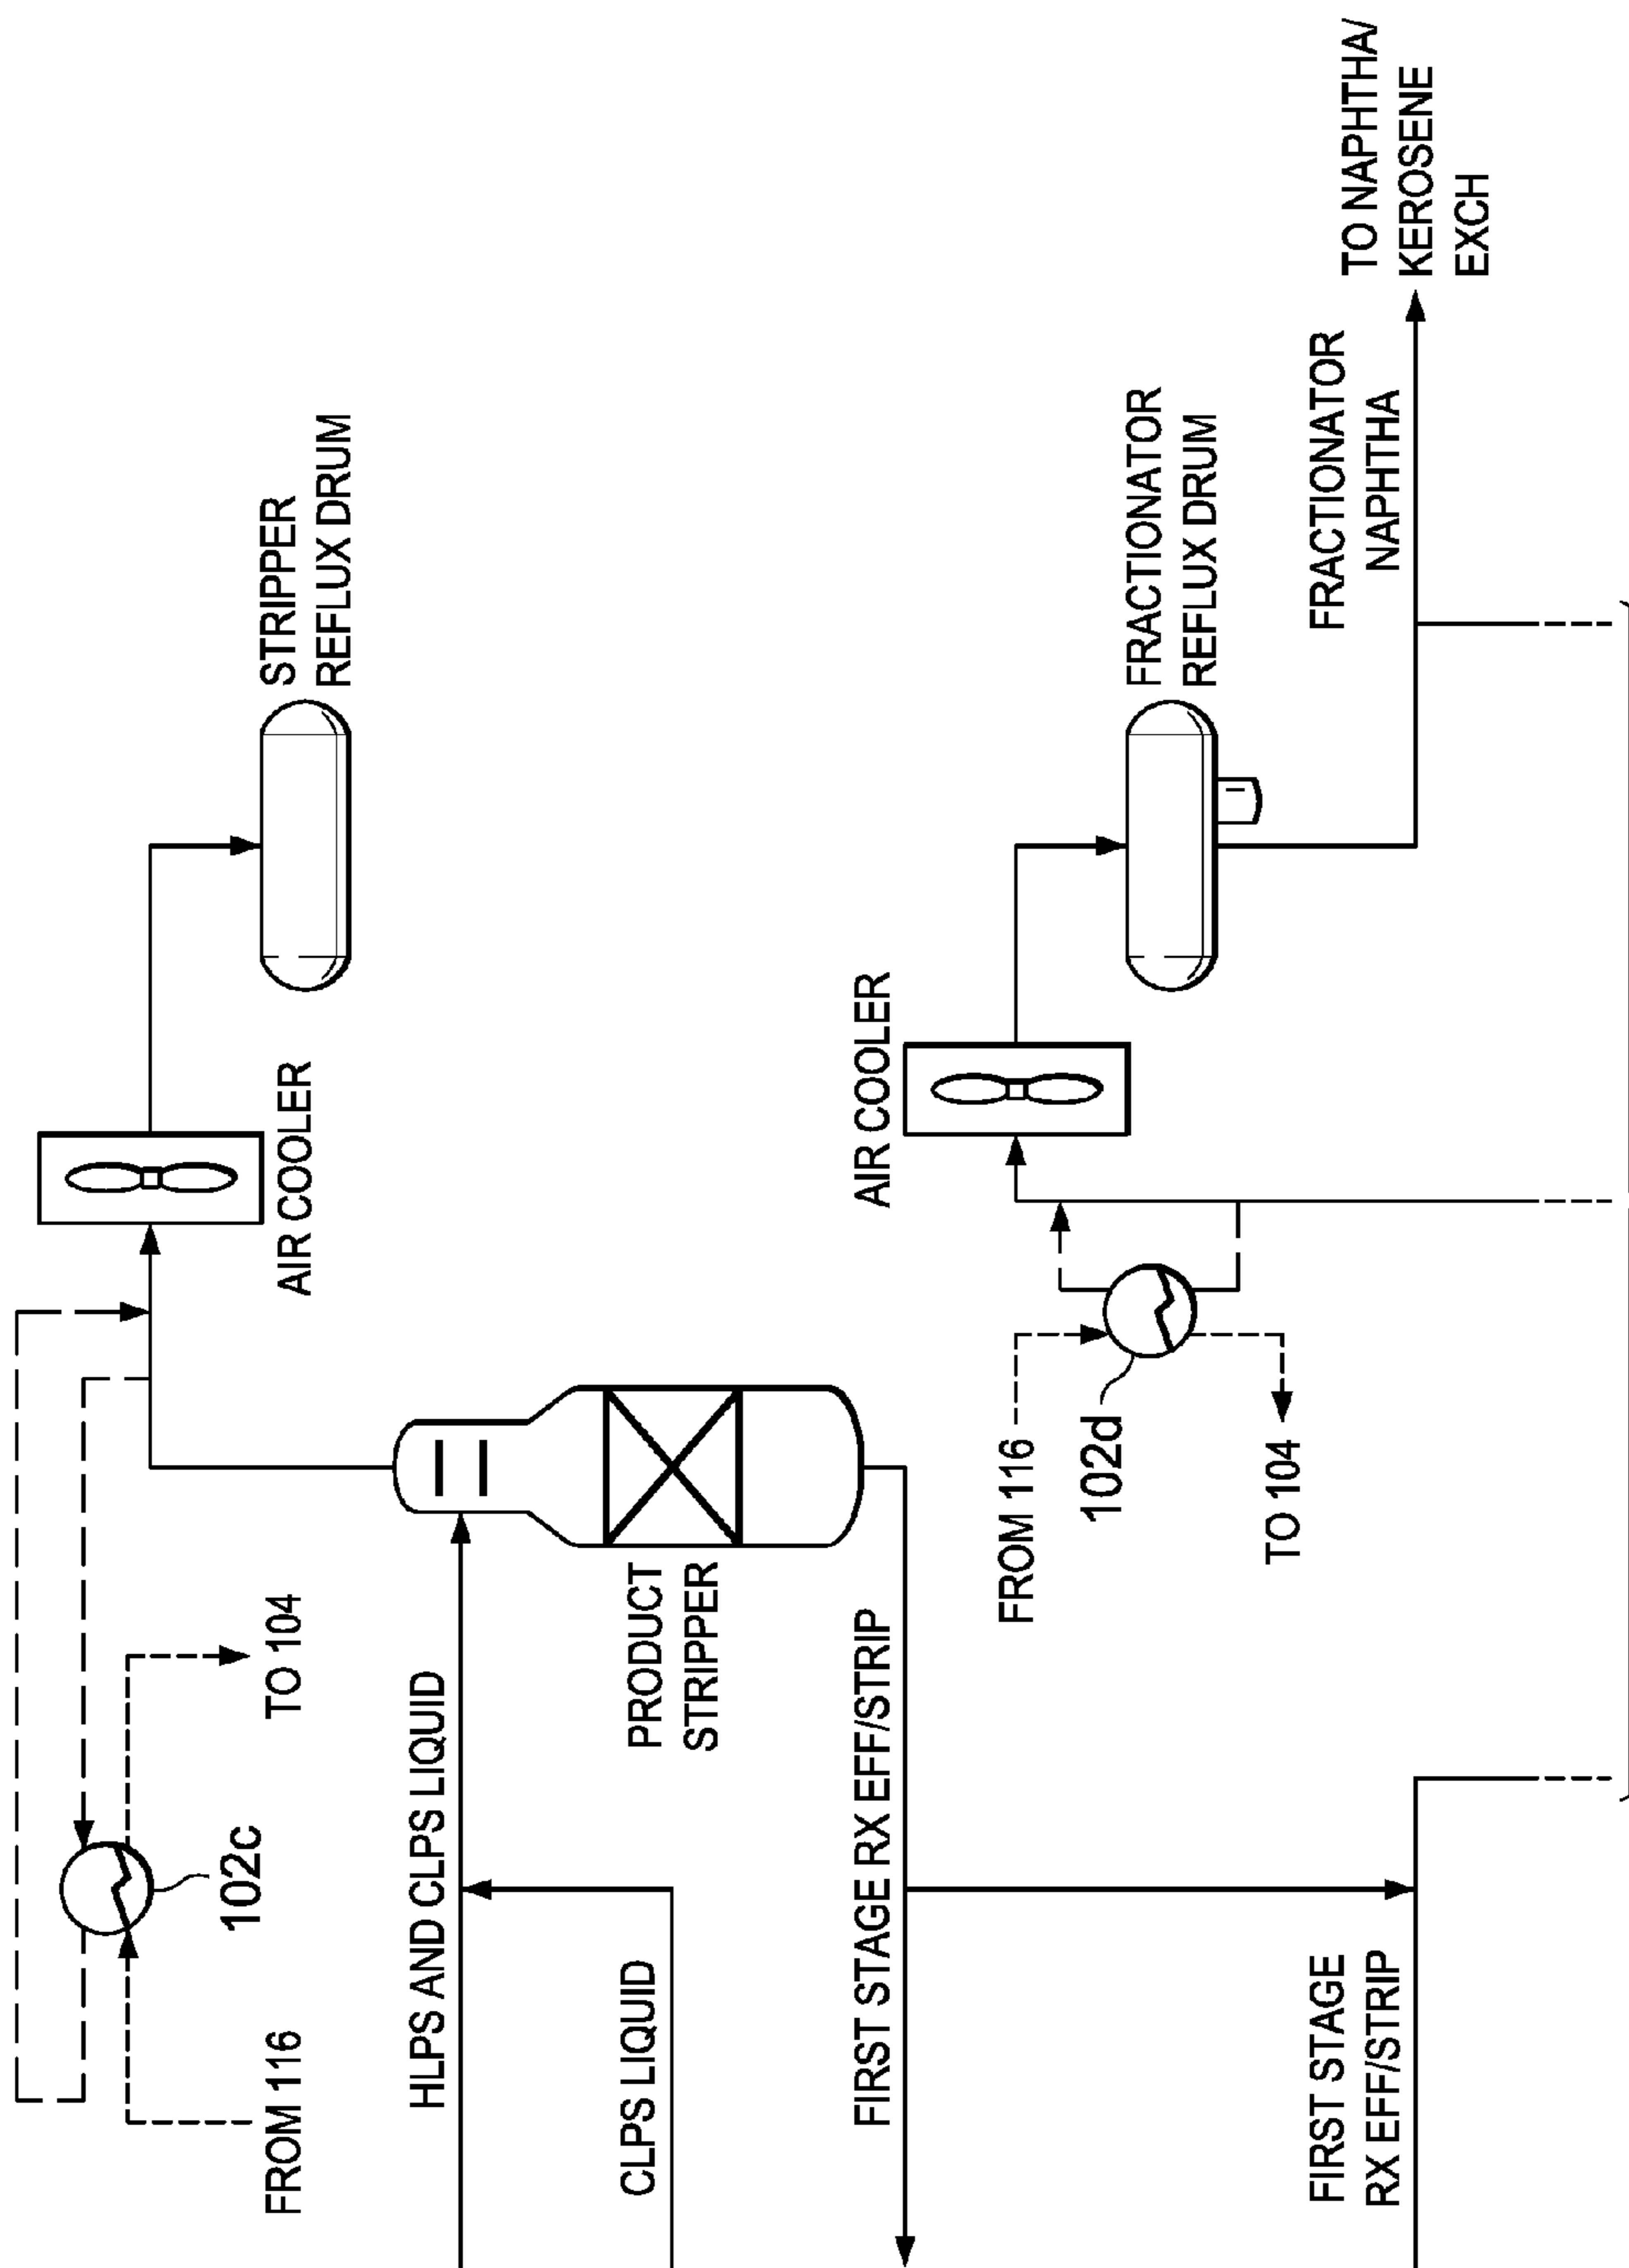 FROM 116
102c
TO 104
AIR COOLER
STRIPPER
REFLUX DRUM
HLPS AND CLPS LIQUID
CLPS LIQUID
PRODUCT
STRIPPER
FIRST STAGE RX EFF/STRIP
AIR COOLER
FROM 116
102d
TO 104
FRACTIONATOR
REFLUX DRUM
FIRST STAGE
RX EFF/STRIP
FRACTIONATOR
NAPHTHA
TO NAPHTHA/
KEROSENE
EXCH